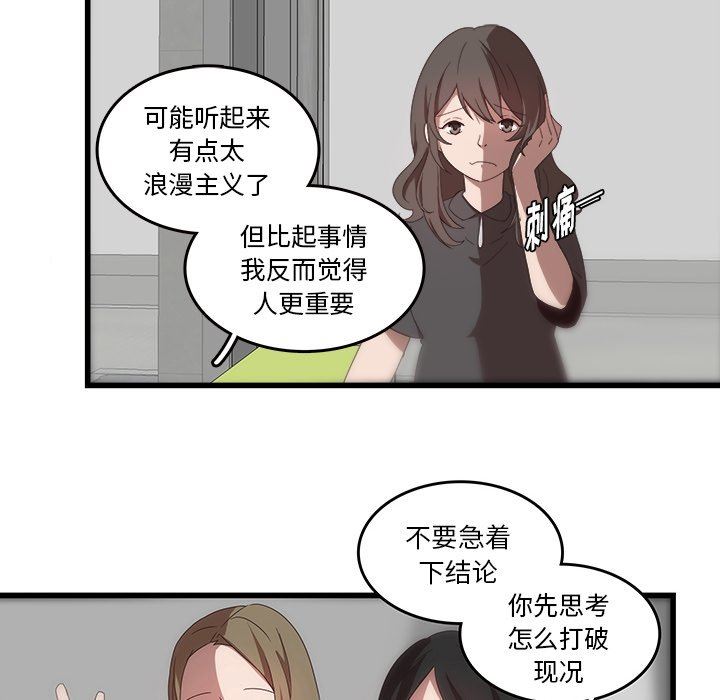 可能听起来
有点太
浪漫主义了
但比起事情
我反而觉得
人更重要
刺痛
不要急着
下结论
你先思考
怎么打破
现况